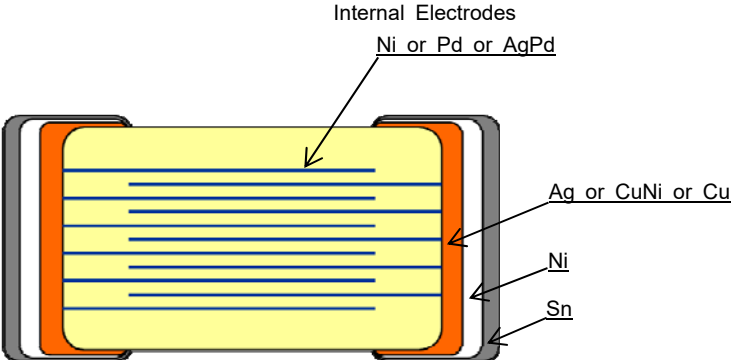 Internal Electrodes
Ni or Pd or AgPd
Ag or CuNi or Cu
Ni
Sn